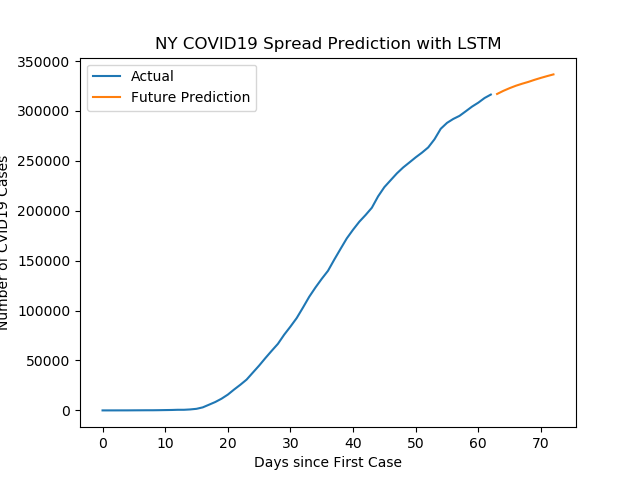 NY COVID19 Spread Prediction with LSTM
350000
300000
250000
200000
150000
100000
50000
0
Number of CVID19 Cases
Actual
Future Prediction
0 10 20 30 40 50 60 70
Days since First Case